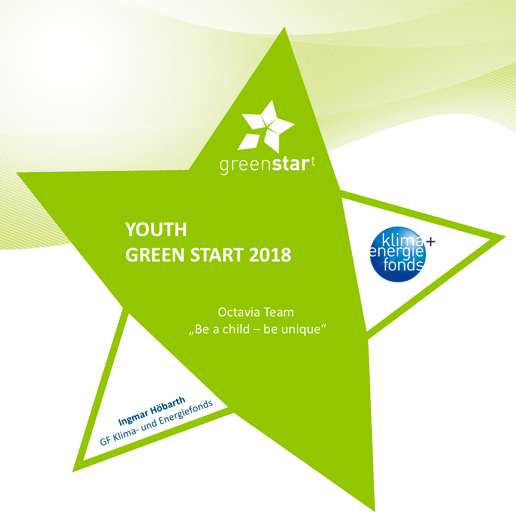 greenstart
YOUTH
GREEN START 2018
klima+
energie
fonds
Octavia Team
„Be a child – be unique“
Ingmar Höbarth
GF Klima- und Energiefonds